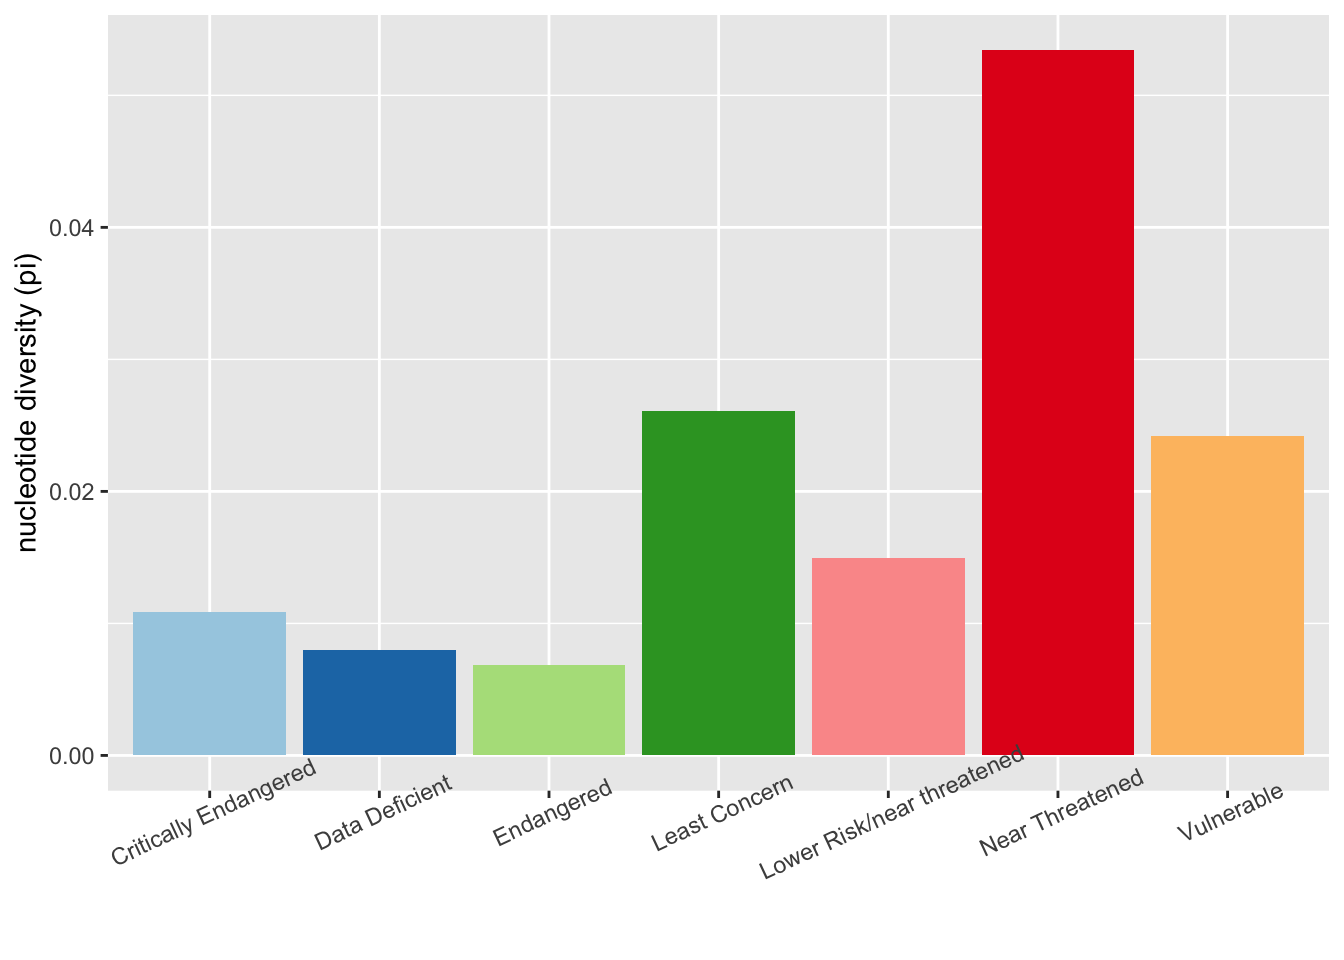 nucleotide diversity (pi)
0.04
0.02
0.00
Critically Endangered
Data Deficient
Endangered
Least Concern
Lower Risk/near threatened
Near Threatened
Vulnerable